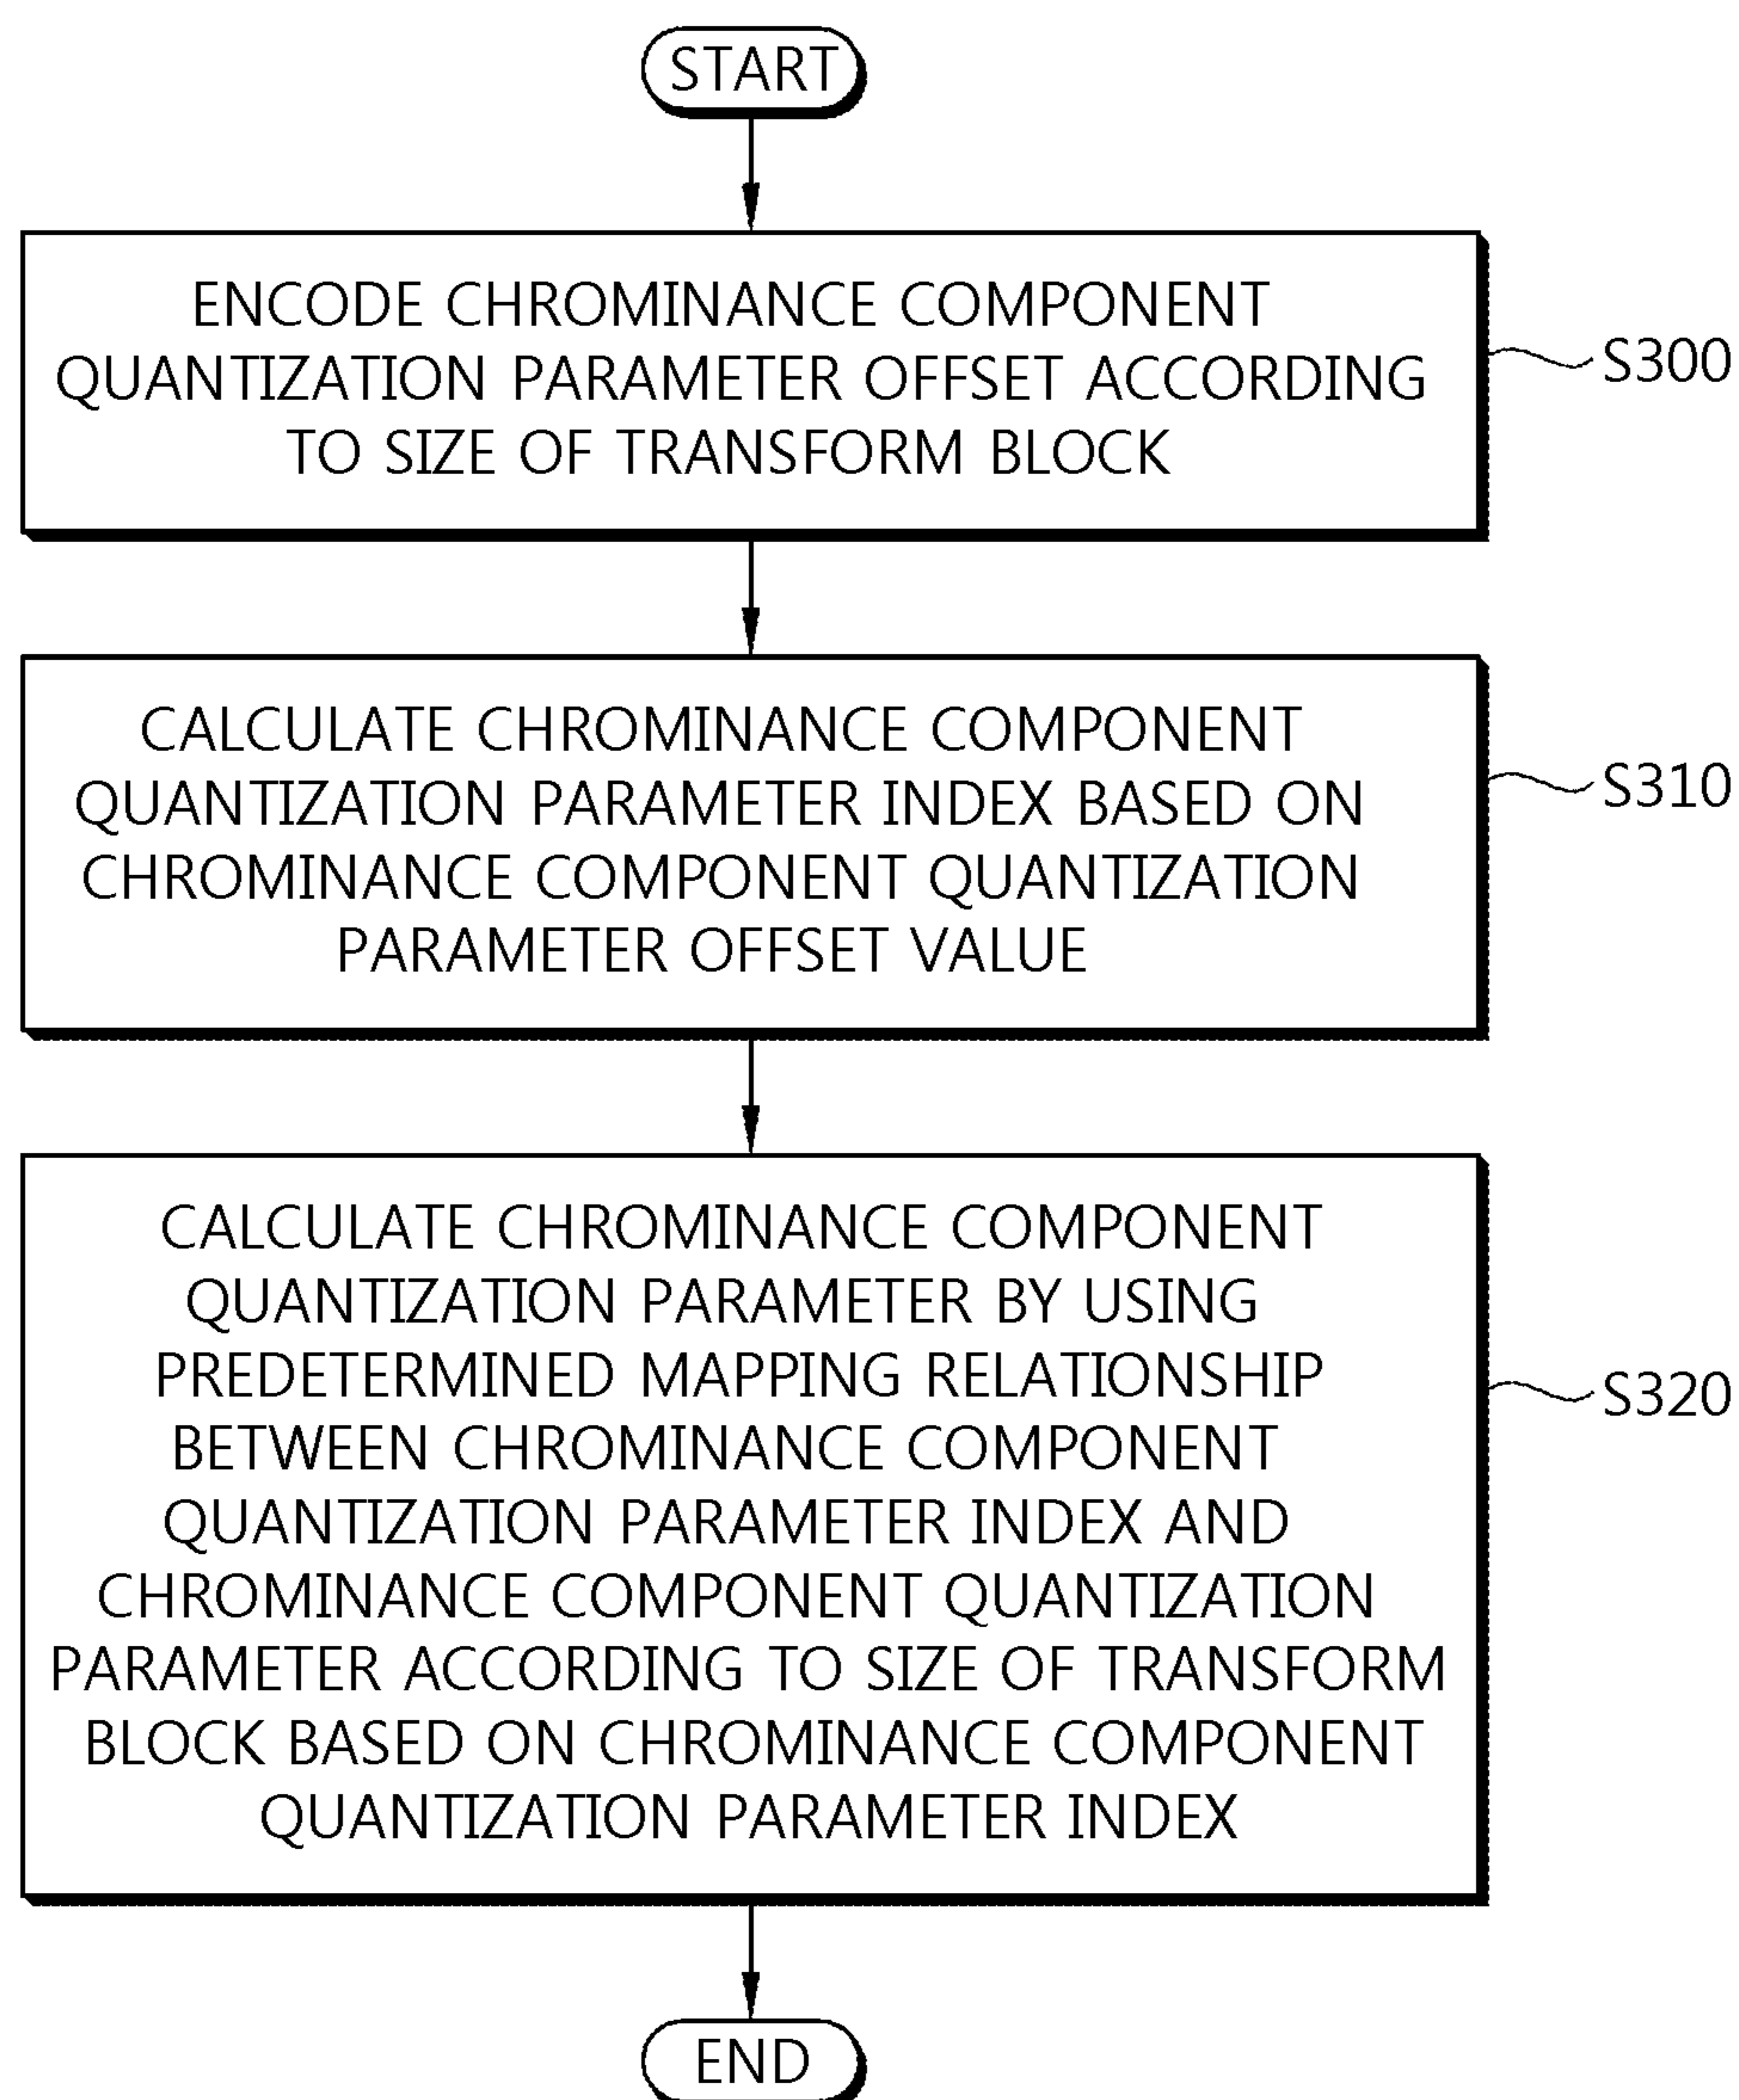 START
ENCODE CHROMINANCE COMPONENT
QUANTIZATION PARAMETER OFFSET ACCORDING
TO SIZE OF TRANSFORM BLOCK
S300
CALCULATE CHROMINANCE COMPONENT
QUANTIZATION PARAMETER INDEX BASED ON
CHROMINANCE COMPONENT QUANTIZATION
PARAMETER OFFSET VALUE
S310
CALCULATE CHROMINANCE COMPONENT
QUANTIZATION PARAMETER BY USING
PREDETERMINED MAPPING RELATIONSHIP
BETWEEN CHROMINANCE COMPONENT
QUANTIZATION PARAMETER INDEX AND
CHROMINANCE COMPONENT QUANTIZATION
PARAMETER ACCORDING TO SIZE OF TRANSFORM
BLOCK BASED ON CHROMINANCE COMPONENT
QUANTIZATION PARAMETER INDEX
S320
END